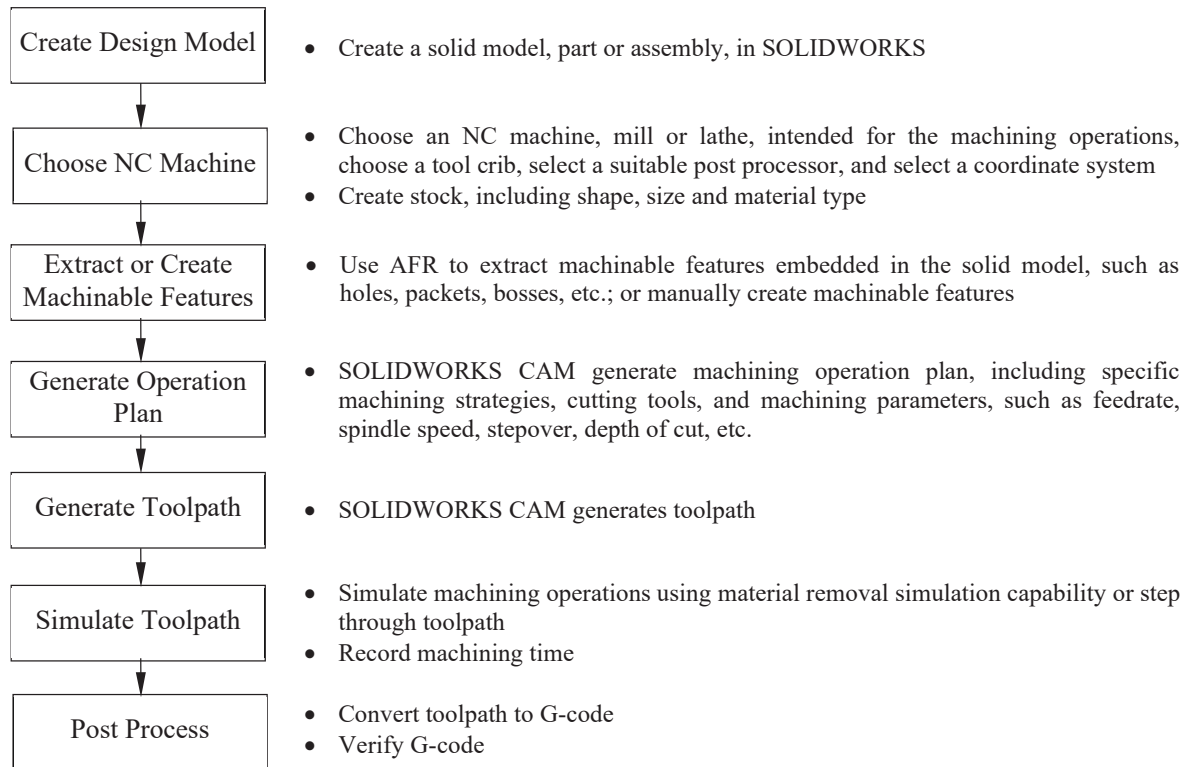 Create Design Model
• Create a solid model, part or assembly, in SOLIDWORKS
Choose NC Machine
• Choose an NC machine, mill or lathe, intended for the machining operations,
choose a tool crib, select a suitable post processor, and select a coordinate system
• Create stock, including shape, size and material type
Extract or Create
Machinable Features
• Use AFR to extract machinable features embedded in the solid model, such as
holes, packets, bosses, etc.; or manually create machinable features
Generate Operation
Plan
• SOLIDWORKS CAM generate machining operation plan, including specific
machining strategies, cutting tools, and machining parameters, such as feedrate,
spindle speed, stepover, depth of cut, etc.
Generate Toolpath
• SOLIDWORKS CAM generates toolpath
Simulate Toolpath
• Simulate machining operations using material removal simulation capability or step
through toolpath
• Record machining time
Post Process
• Convert toolpath to G-code
• Verify G-code